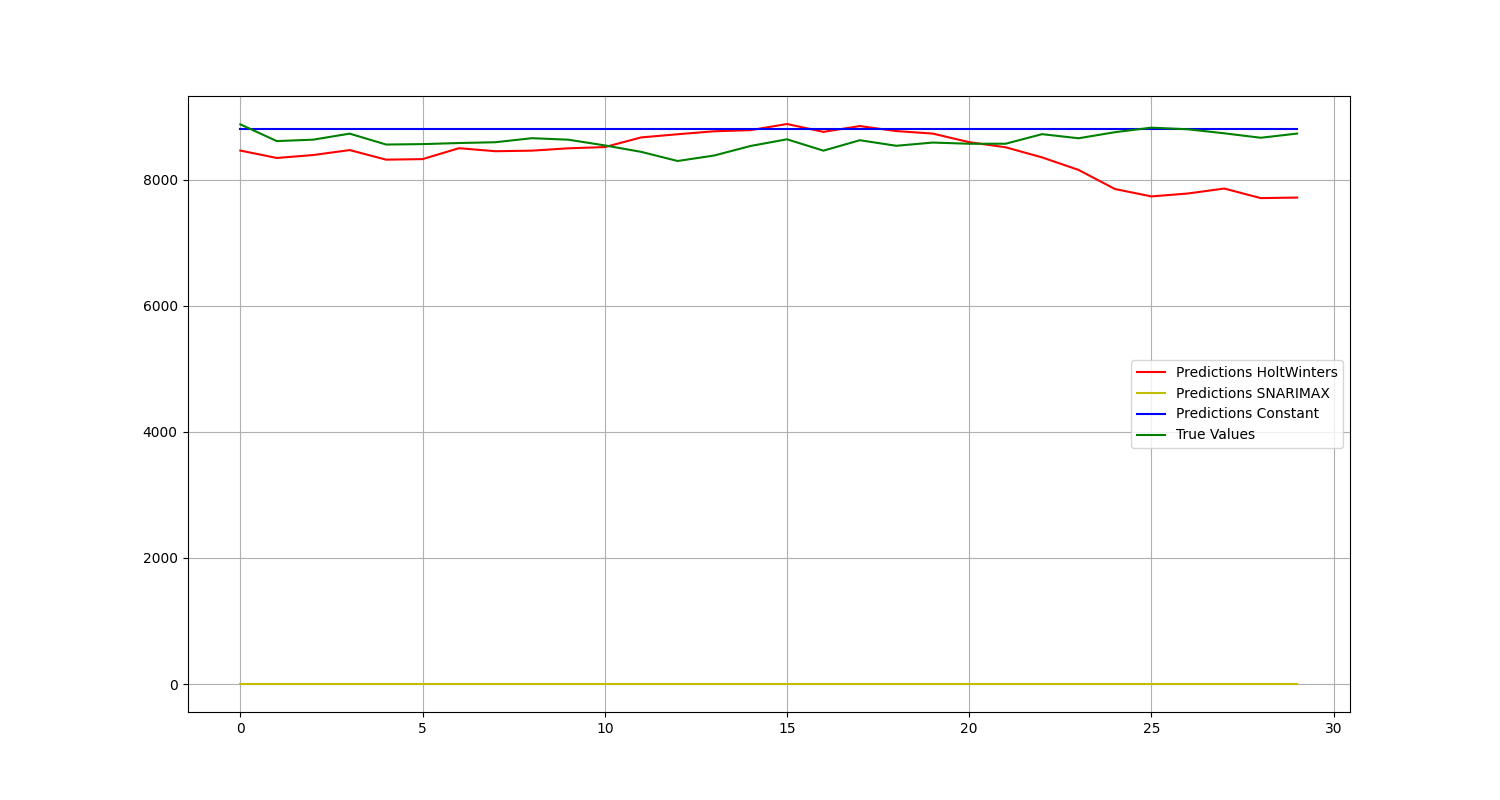 8000
6000
4000
2000
0
Predictions HoltWinters
Predictions SNARIMAX
Predictions Constant
True Values
0 5 10 15 20 25 30